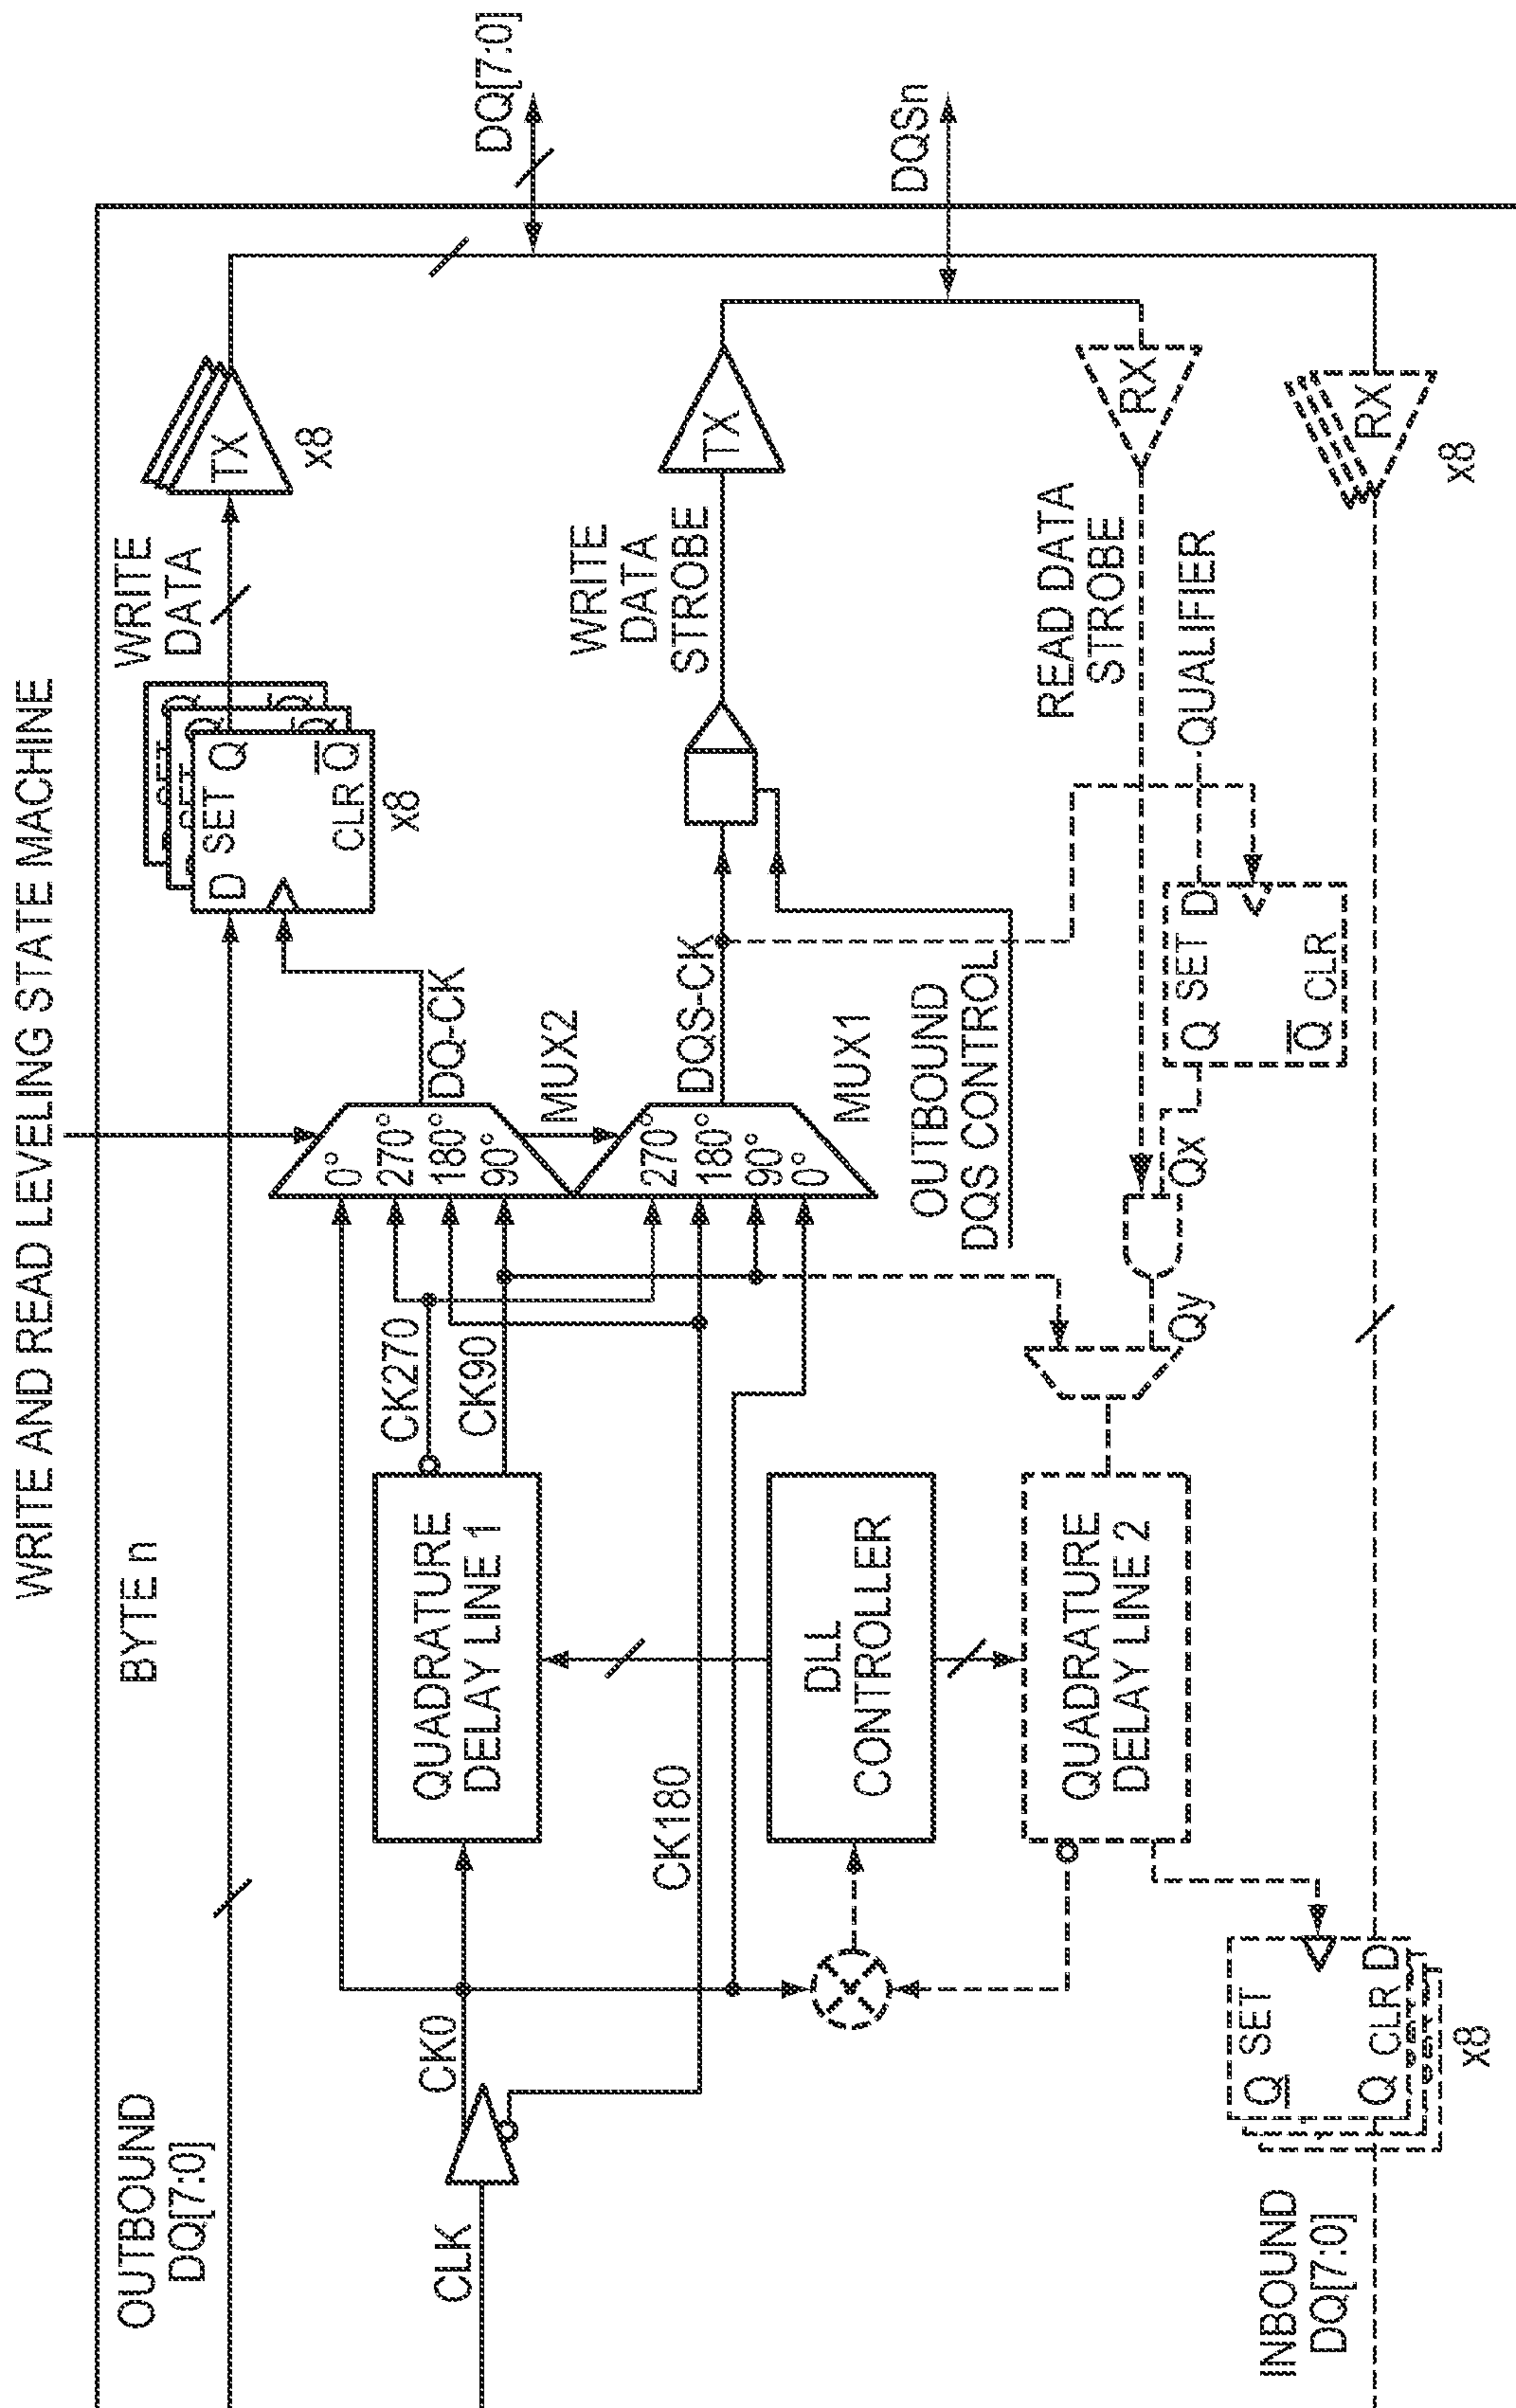 WRITE AND READ LEVELING STATE MACHINE
BYTE n
OUTBOUND
DQ[7:0]
WRITE
DATA
D SET Q
CLR Q̅
x8
TX
x8
DQ[7:0]
CLK
CK0
QUADRATURE
DELAY LINE 1
CK270
CK90
0°
270°
180°
90°
DQ-CK
MUX2
270°
180°
90°
0°
DQS-CK
MUX1
CK180
WRITE
DATA
STROBE
TX
DQSn
OUTBOUND
DQS CONTROL
DLL
CONTROLLER
QUADRATURE
DELAY LINE 2
Qy
Qx
READ DATA
STROBE
RX
QUALIFIER
Q SET D
Q̅ CLR
INBOUND
DQ[7:0]
Q̅ SET
Q CLR D
x8
RX
x8